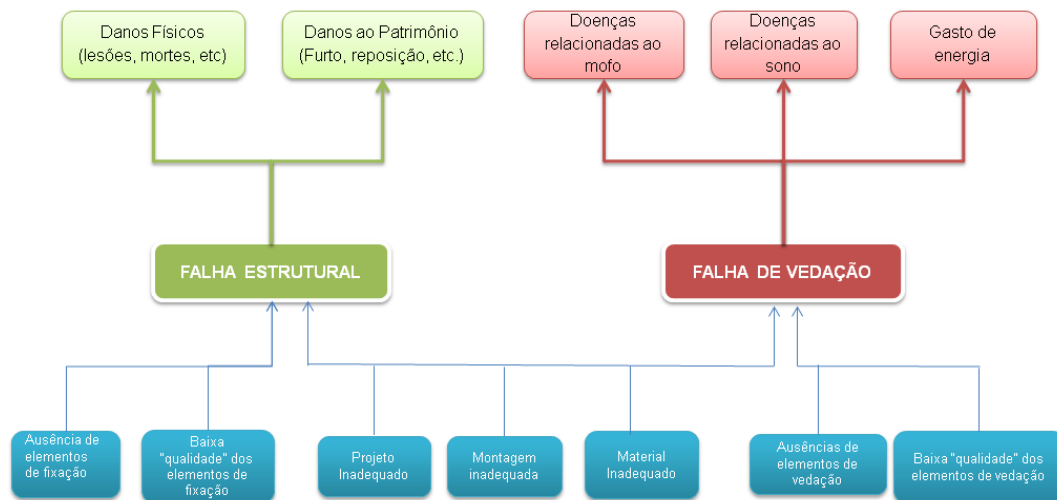 Danos Físicos
(lesões, mortes, etc)
Danos ao Patrimônio
(Furto, reposição, etc.)
Doenças
relacionadas ao
mofo
Doenças
relacionadas ao
sono
Gasto de
energia
FALHA ESTRUTURAL
FALHA DE VEDAÇÃO
Ausência de
elementos
de fixação
Baixa
"qualidade" dos
elementos de
fixação
Projeto
Inadequado
Montagem
inadequada
Material
Inadequado
Ausências de
elementos de
vedação
Baixa "qualidade" dos
elementos de vedação